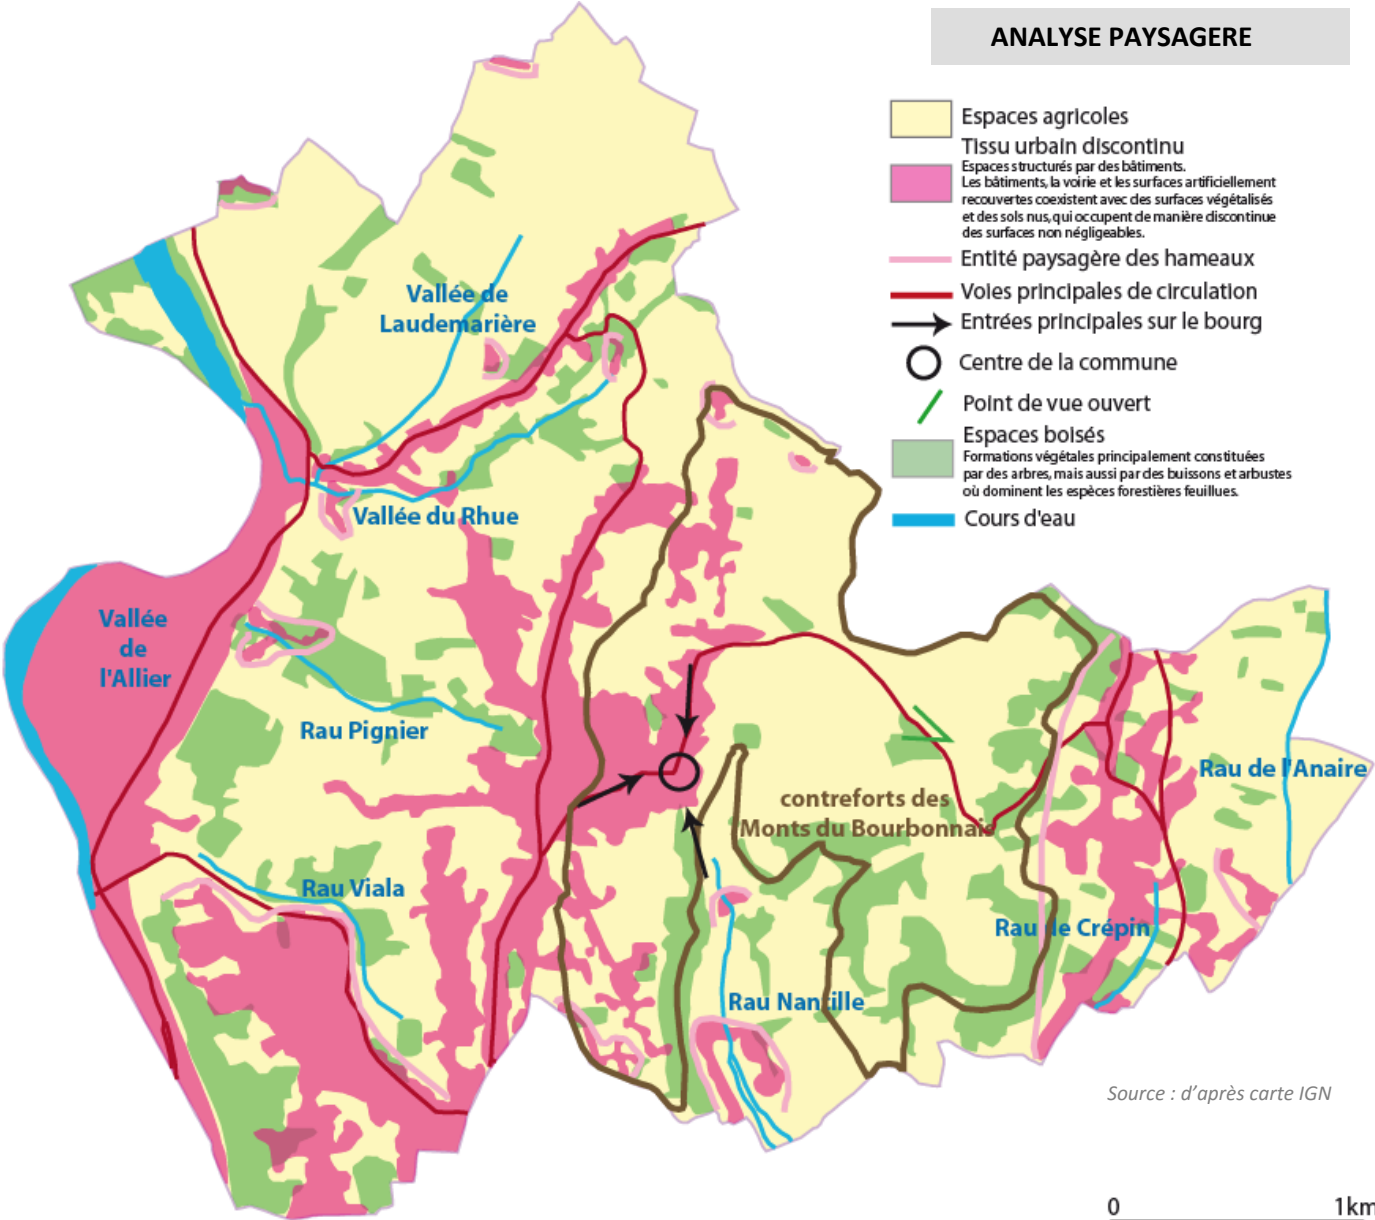 ANALYSE PAYSAGERE
Espaces agricoles
Tissu urbain discontinu
Espaces structurés par des bâtiments.
Les bâtiments, la voirie et les surfaces artificiellement
recouvertes coexistent avec des surfaces végétalisés
et des sols nus, qui occupent de manière discontinue
des surfaces non négligeables.
Entité paysagère des hameaux
Voies principales de circulation
Entrées principales sur le bourg
Centre de la commune
Point de vue ouvert
Espaces boisés
Formations végétales principalement constituées
par des arbres, mais aussi par des buissons et arbustes
où dominent les espèces forestières feuillues.
Cours d'eau
Vallée de
Laudemarière
Vallée du Rhue
Vallée
de
l'Allier
Rau Pignier
Rau de l'Anaire
contreforts des
Monts du Bourbonnais
Rau Viala
Rau de Crépin
Rau Nantille
Source : d'après carte IGN
0 1km